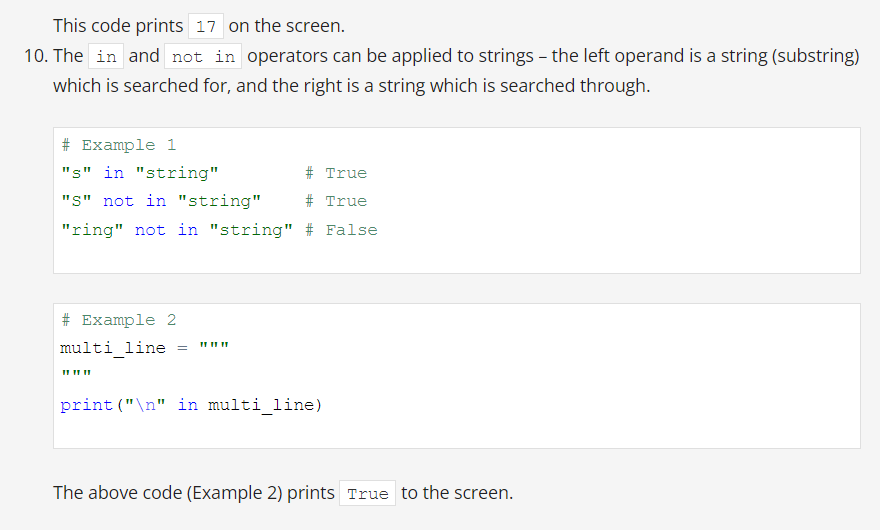 This code prints 17 on the screen.
10. The in and not in operators can be applied to strings – the left operand is a string (substring)
which is searched for, and the right is a string which is searched through.
# Example 1
"s" in "string"        # True
"S" not in "string"    # True
"ring" not in "string" # False
# Example 2
multi_line = """
"""
print("\n" in multi_line)
The above code (Example 2) prints True to the screen.